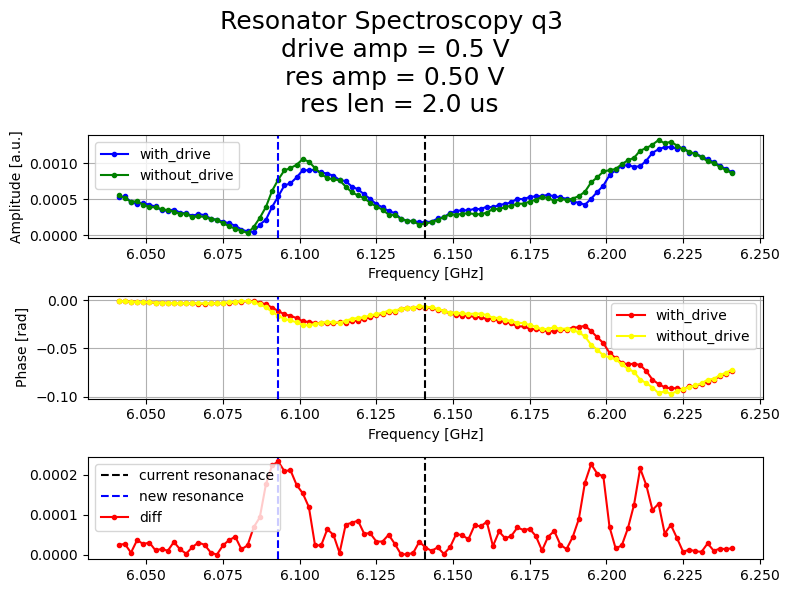 Resonator Spectroscopy q3
drive amp = 0.5 V
res amp = 0.50 V
res len = 2.0 us
Amplitude [a.u.]
0.0010
0.0005
0.0000
with_drive
without_drive
6.050 6.075 6.100 6.125 6.150 6.175 6.200 6.225 6.250
Frequency [GHz]
Phase [rad]
0.00
−0.05
−0.10
with_drive
without_drive
6.050 6.075 6.100 6.125 6.150 6.175 6.200 6.225 6.250
Frequency [GHz]
0.0002
0.0001
0.0000
current resonanace
new resonance
diff
6.050 6.075 6.100 6.125 6.150 6.175 6.200 6.225 6.250